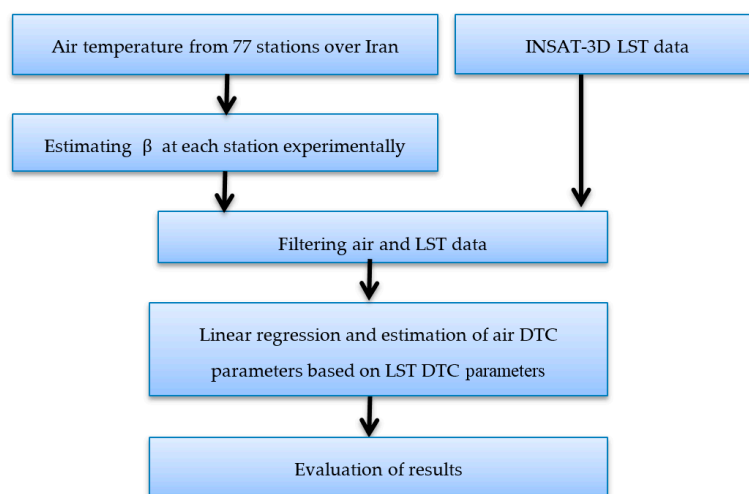 Air temperature from 77 stations over Iran
INSAT-3D LST data
Estimating β at each station experimentally
Filtering air and LST data
Linear regression and estimation of air DTC
parameters based on LST DTC parameters
Evaluation of results